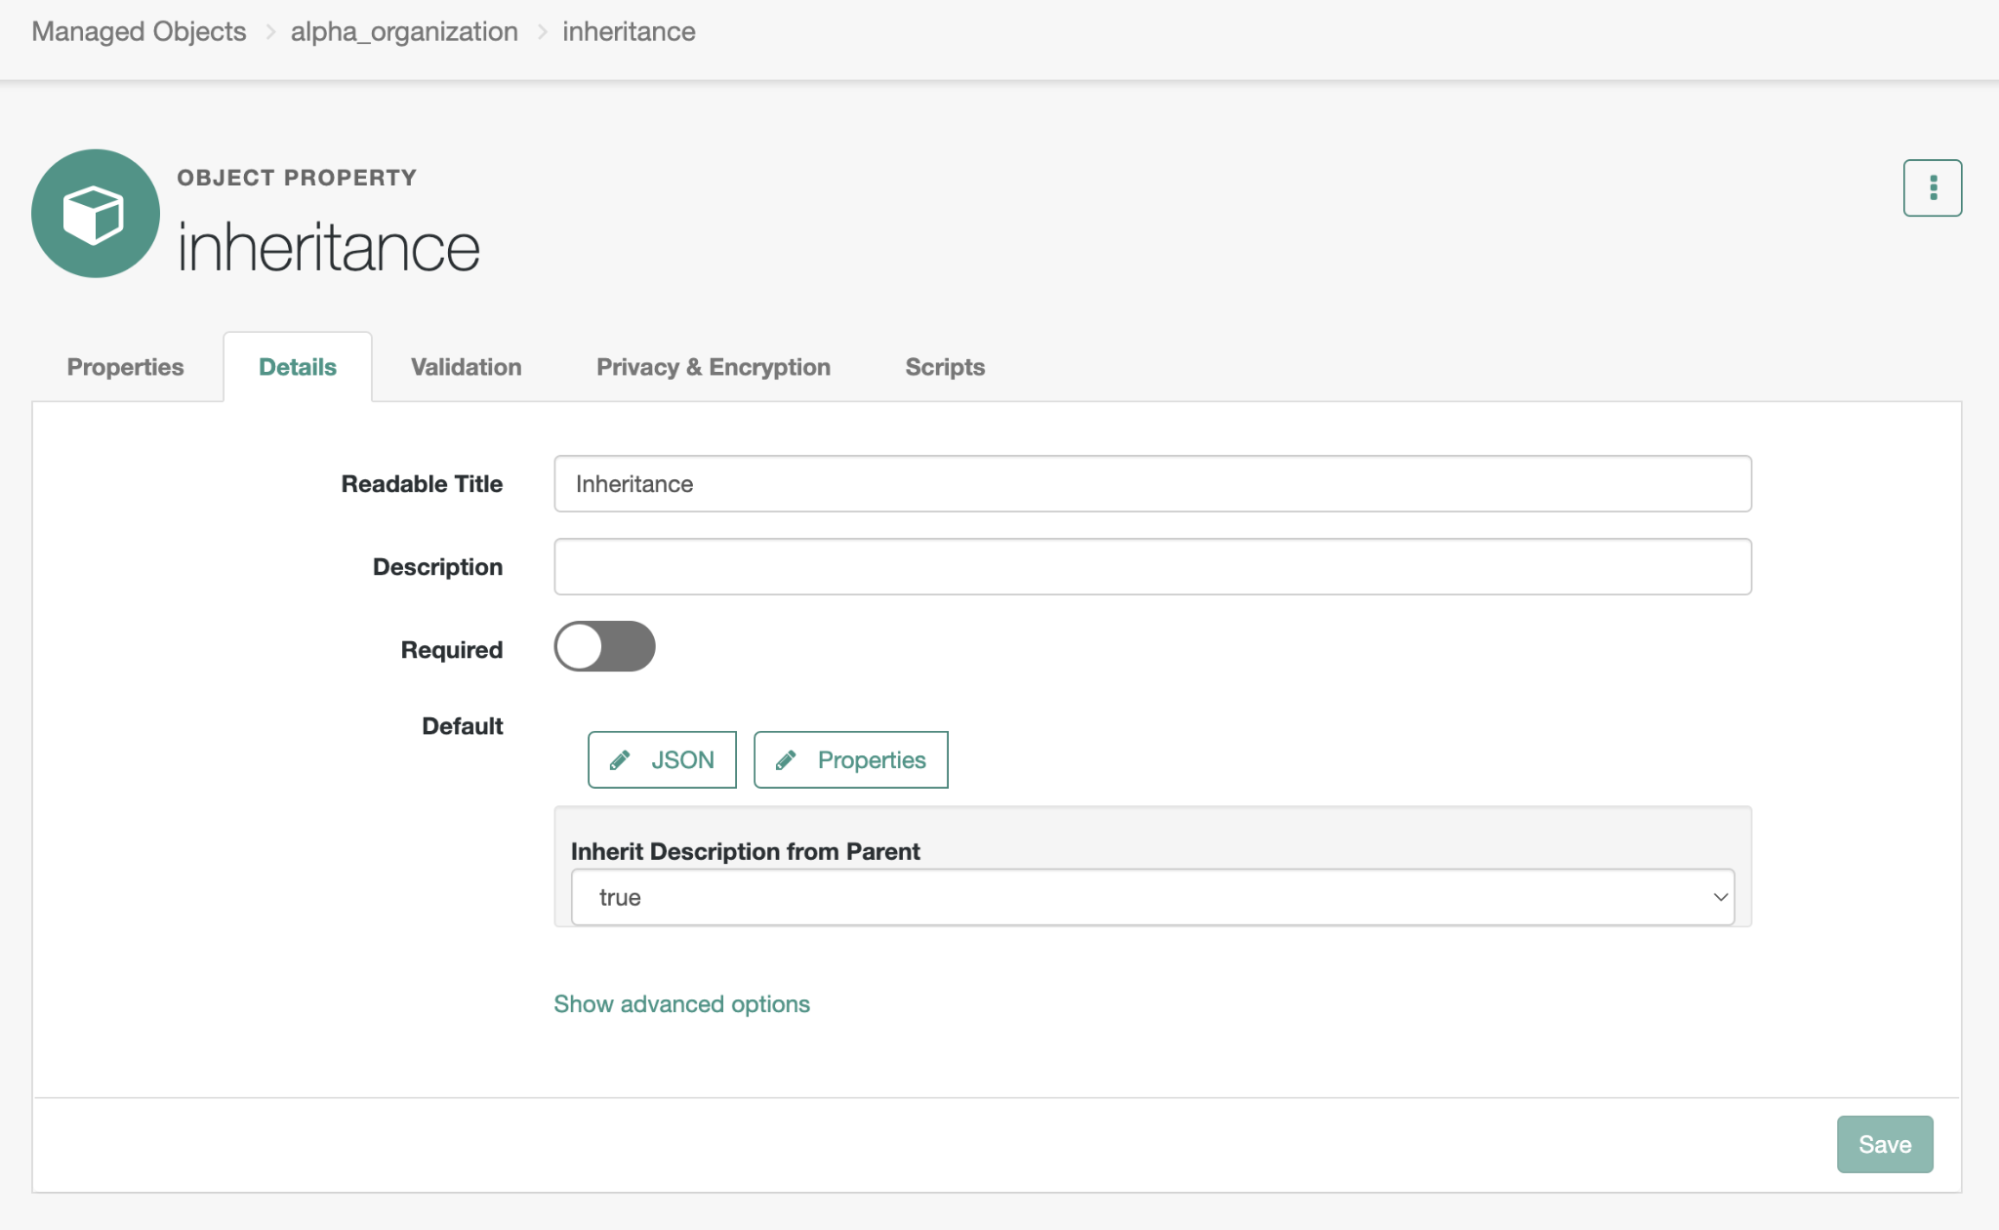 Managed Objects > alpha_organization > inheritance
OBJECT PROPERTY
inheritance
Properties Details Validation Privacy & Encryption Scripts
Readable Title Inheritance
Description
Required
Default
JSON Properties
Inherit Description from Parent
true
Show advanced options
Save